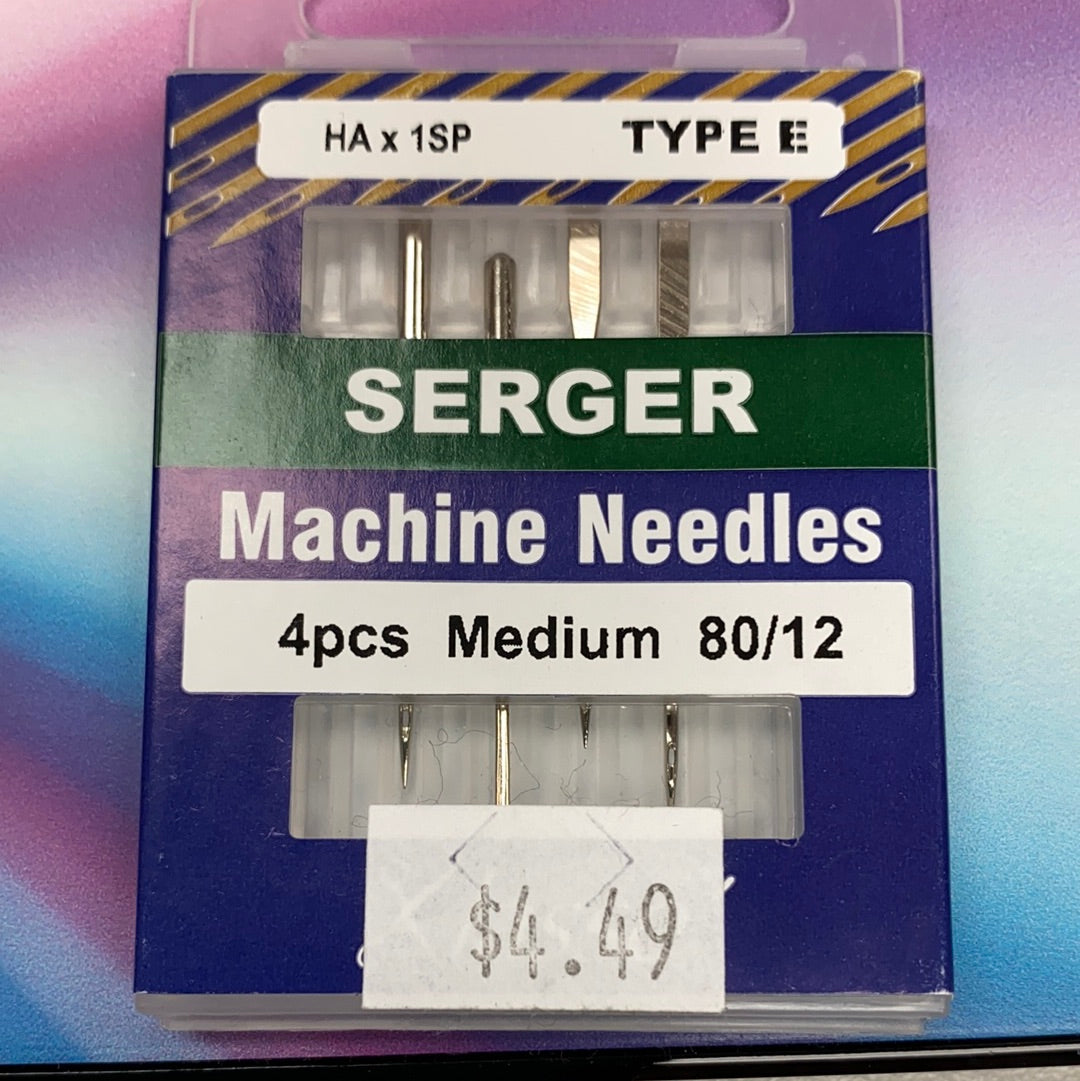 HA x 1SP TYPE E
SERGER
Machine Needles
4pcs Medium 80/12
$4.49